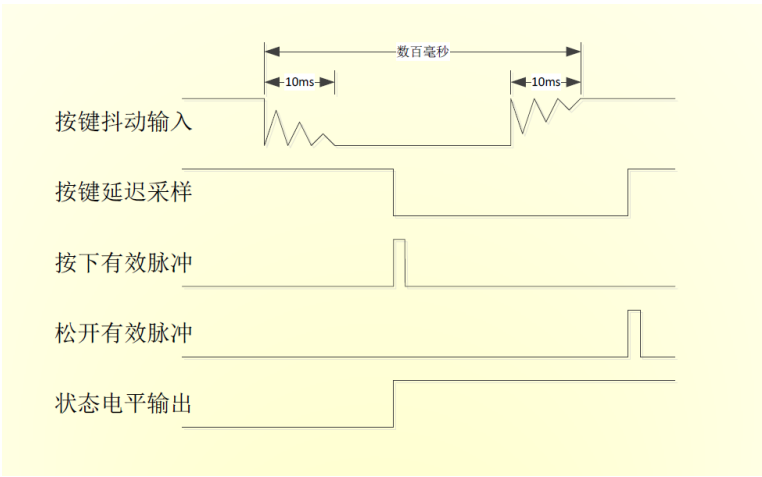 数百毫秒
10ms
10ms
按键抖动输入
按键延迟采样
按下有效脉冲
松开有效脉冲
状态电平输出